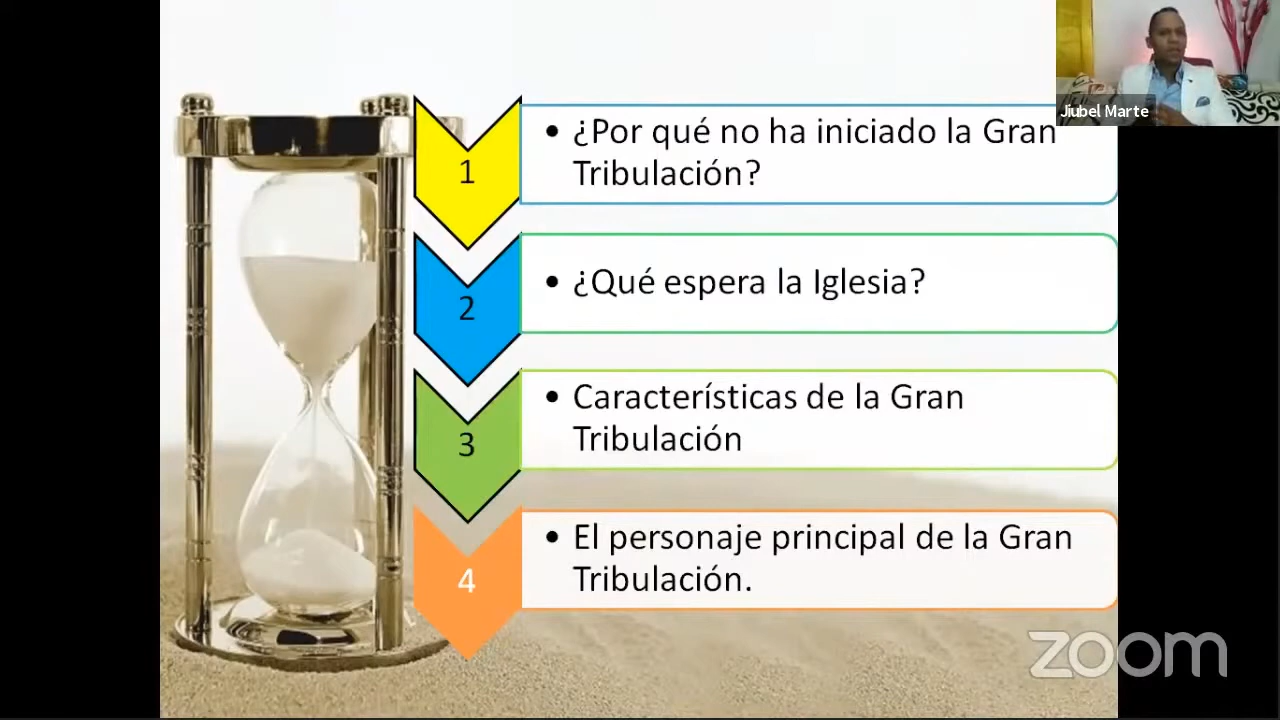 Jiubel Marte
1
• ¿Por qué no ha iniciado la Gran
Tribulación?
2
• ¿Qué espera la Iglesia?
3
• Características de la Gran
Tribulación
4
• El personaje principal de la Gran
Tribulación.
zoom